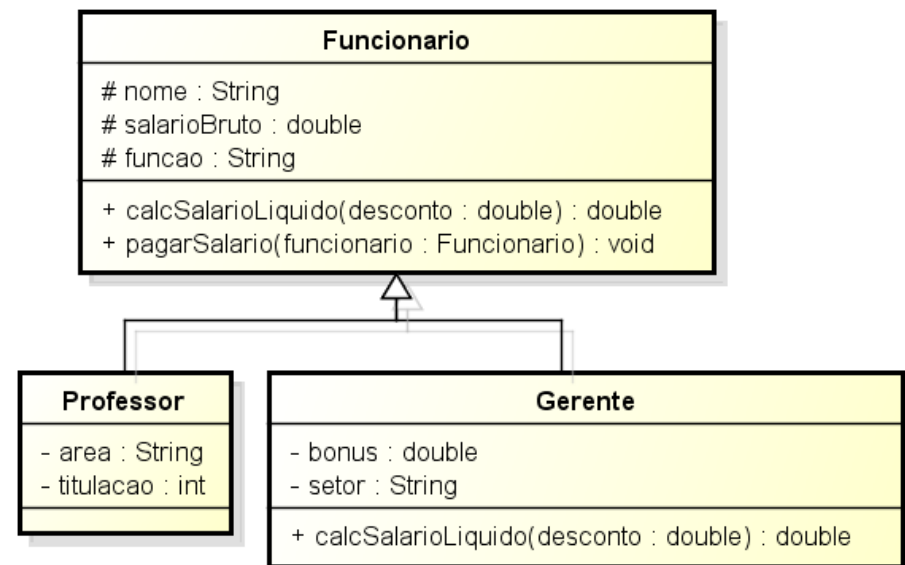 Funcionario
# nome : String
# salarioBruto : double
# funcao : String
+ calcSalarioLiquido(desconto : double) : double
+ pagarSalario(funcionario : Funcionario) : void
Professor
- area : String
- titulacao : int
Gerente
- bonus : double
- setor : String
+ calcSalarioLiquido(desconto : double) : double